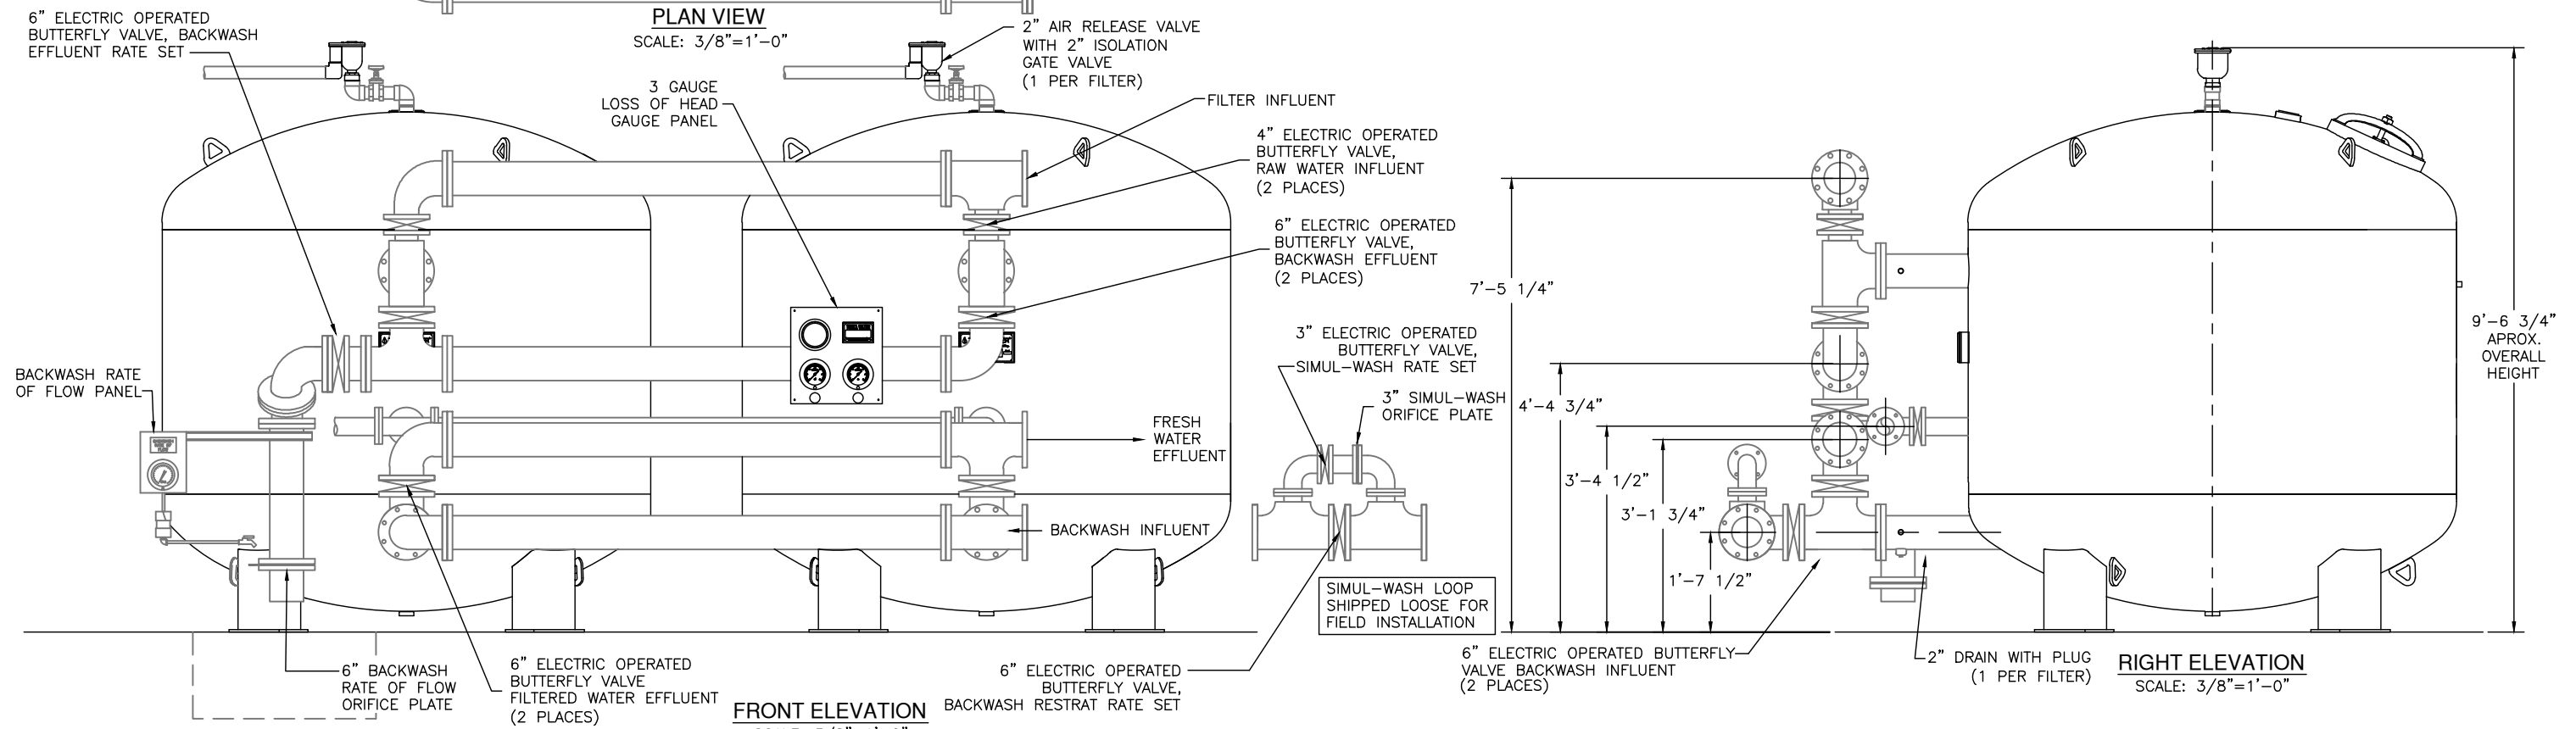 6” ELECTRIC OPERATED
BUTTERFLY VALVE, BACKWASH
EFFLUENT RATE SET
PLAN VIEW
SCALE: 3/8”=1’-0”
2” AIR RELEASE VALVE
WITH 2” ISOLATION
GATE VALVE
(1 PER FILTER)
3 GAUGE
LOSS OF HEAD
GAUGE PANEL
FILTER INFLUENT
4” ELECTRIC OPERATED
BUTTERFLY VALVE,
RAW WATER INFLUENT
(2 PLACES)
6” ELECTRIC OPERATED
BUTTERFLY VALVE,
BACKWASH EFFLUENT
(2 PLACES)
BACKWASH RATE
OF FLOW PANEL
3” ELECTRIC OPERATED
BUTTERFLY VALVE,
SIMUL-WASH RATE SET
3” SIMUL-WASH
ORIFICE PLATE
FRESH
WATER
EFFLUENT
BACKWASH INFLUENT
SIMUL-WASH LOOP
SHIPPED LOOSE FOR
FIELD INSTALLATION
6” BACKWASH
RATE OF FLOW
ORIFICE PLATE
6” ELECTRIC OPERATED
BUTTERFLY VALVE
FILTERED WATER EFFLUENT
(2 PLACES)
FRONT ELEVATION
6” ELECTRIC OPERATED
BUTTERFLY VALVE,
BACKWASH RESTRAT RATE SET
7’-5 1/4”
4’-4 3/4”
3’-4 1/2”
3’-1 3/4”
1’-7 1/2”
9’-6 3/4”
APROX.
OVERALL
HEIGHT
6” ELECTRIC OPERATED BUTTERFLY
VALVE BACKWASH INFLUENT
(2 PLACES)
2” DRAIN WITH PLUG
(1 PER FILTER)
RIGHT ELEVATION
SCALE: 3/8”=1’-0”